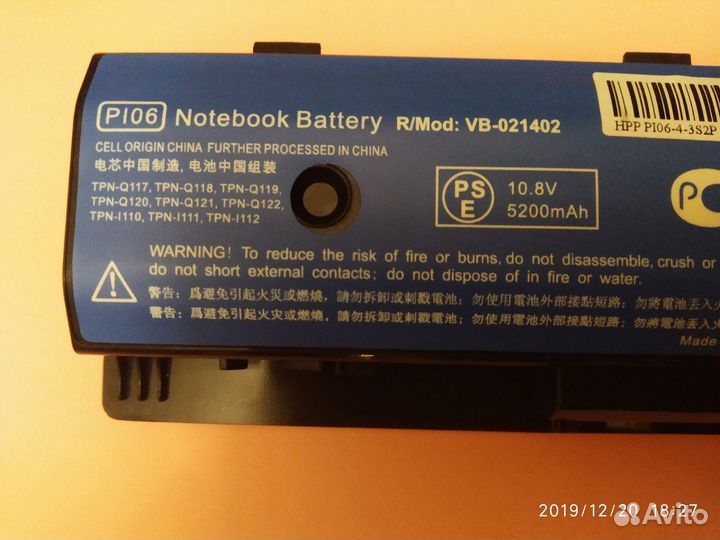 PI06 Notebook Battery R/Mod: VB-021402
HPP PI06-4-3S2P
CELL ORIGIN CHINA FURTHER PROCESSED IN CHINA
电芯中国制造, 电池中国组装
TPN-Q117, TPN-Q118, TPN-Q119,
TPN-Q120, TPN-Q121, TPN-Q122,
TPN-I110, TPN-I111, TPN-I112
PS
E
10.8V
5200mAh
WARNING! To reduce the risk of fire or burns, do not disassemble, crush or
do not short external contacts; do not dispose of in fire or water.
警告: 爲避免引起火災或燃燒, 請勿拆卸或刺戳電池; 勿使用電池外部接點短路; 勿將電池丟入火
警告: 爲避免引起火灾或燃燒, 請勿拆卸或刺戳電池; 勿使用電池外部接點短路; 勿將電池丟入
Made
2019/12/20 18:27
Avito